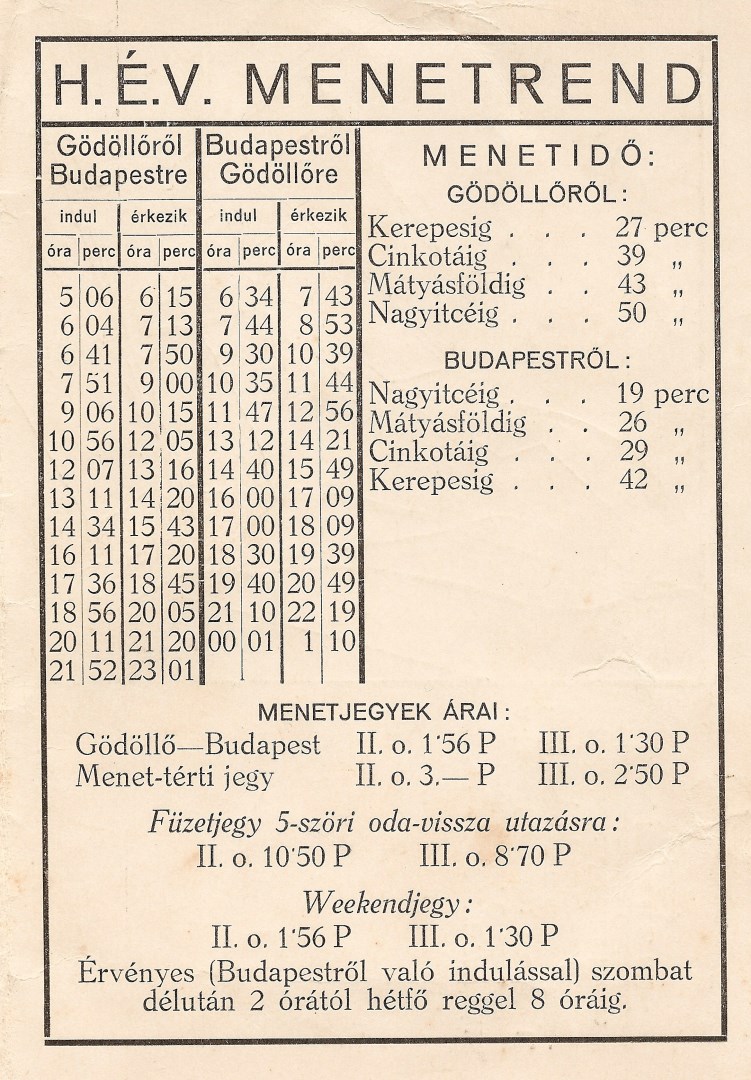 H.É.V. MENETREND
Gödöllőről Budapestről
Budapestre Gödöllőre
indul érkezik indul érkezik
óra perc óra perc óra perc óra perc
5 06 6 15 6 34 7 43
6 04 7 13 7 44 8 53
6 41 7 50 9 30 10 39
7 51 9 00 10 35 11 44
9 06 10 15 11 47 12 56
10 56 12 05 13 12 14 21
12 07 13 16 14 40 15 49
13 11 14 20 16 00 17 09
14 34 15 43 17 00 18 09
16 11 17 20 18 30 19 39
17 36 18 45 19 40 20 49
18 56 20 05 21 10 22 19
20 11 21 20 00 01 1 10
21 52 23 01
MENETIDŐ:
GÖDÖLLŐRŐL:
Kerepesig . . . 27 perc
Cinkotáig . . . 39 „
Mátyásföldig . . 43 „
Nagyitcéig . . . 50 „
BUDAPESTRŐL:
Nagyitcéig . . . 19 perc
Mátyásföldig . . 26 „
Cinkotáig . . . 29 „
Kerepesig . . . 42 „
MENETJEGYEK ÁRAI:
Gödöllő—Budapest II. o. 1·56 P III. o. 1·30 P
Menet-térti jegy II. o. 3.— P III. o. 2·50 P
Füzetjegy 5-szöri oda-vissza utazásra:
II. o. 10·50 P III. o. 8·70 P
Weekendjegy:
II. o. 1·56 P III. o. 1·30 P
Érvényes (Budapestről való indulással) szombat
délután 2 órától hétfő reggel 8 óráig.